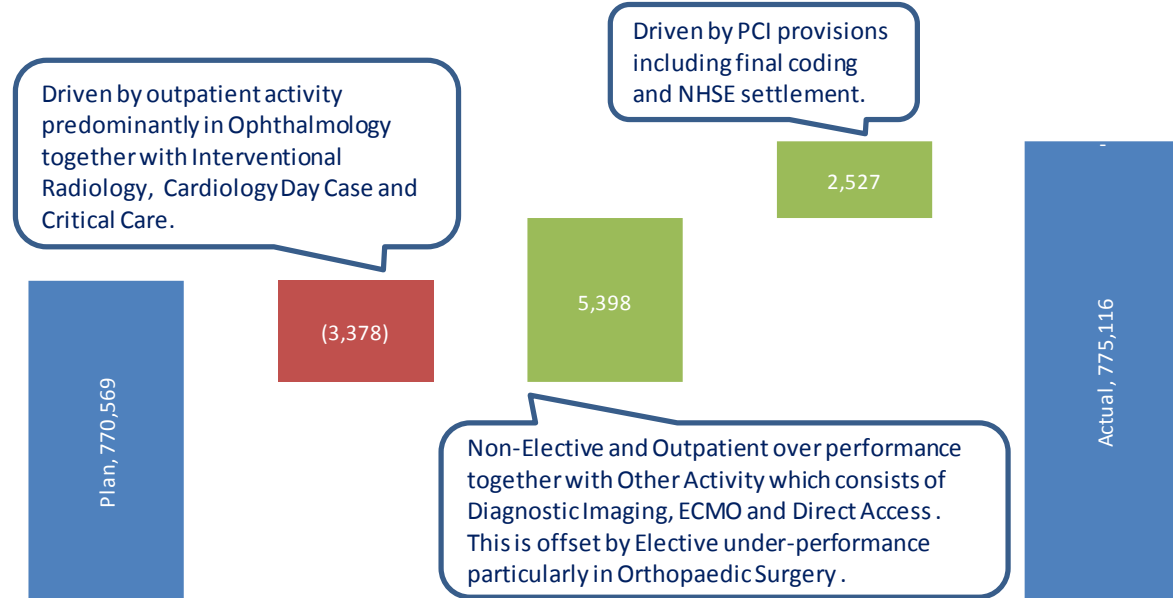 Driven by PCI provisions
including final coding
and NHSE settlement.
Driven by outpatient activity
predominantly in Ophthalmology
together with Interventional
Radiology, Cardiology Day Case and
Critical Care.
-
2,527
5,398
(3,378)
Plan, 770,569
Actual, 775,116
Non-Elective and Outpatient over performance
together with Other Activity which consists of
Diagnostic Imaging, ECMO and Direct Access .
This is offset by Elective under-performance
particularly in Orthopaedic Surgery .